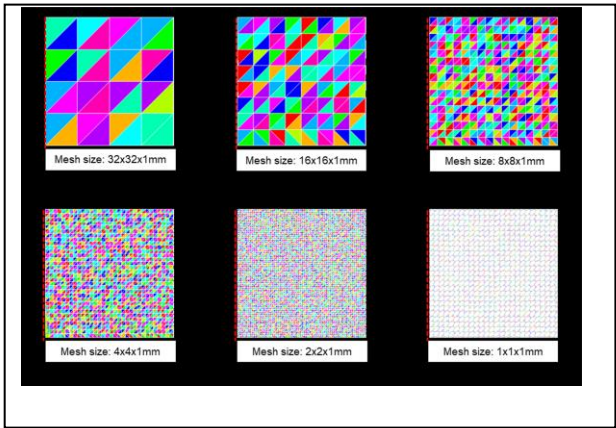 Mesh size: 32x32x1mm
Mesh size: 16x16x1mm
Mesh size: 8x8x1mm
Mesh size: 4x4x1mm
Mesh size: 2x2x1mm
Mesh size: 1x1x1mm